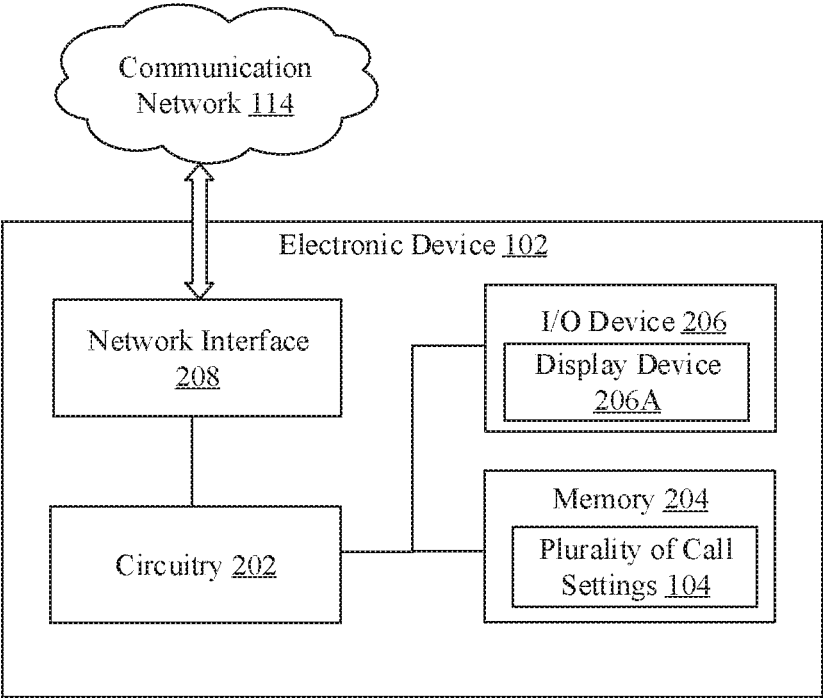 Communication
Network 114
Electronic Device 102
Network Interface
208
I/O Device 206
Display Device
206A
Circuitry 202
Memory 204
Plurality of Call
Settings 104